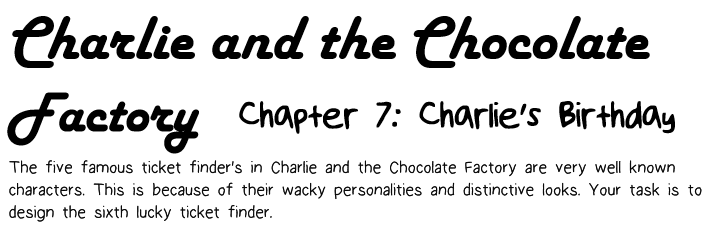 Charlie and the Chocolate
Factory Chapter 7: Charlie's Birthday
The five famous ticket finder's in Charlie and the Chocolate Factory are very well known
characters. This is because of their wacky personalities and distinctive looks. Your task is to
design the sixth lucky ticket finder.